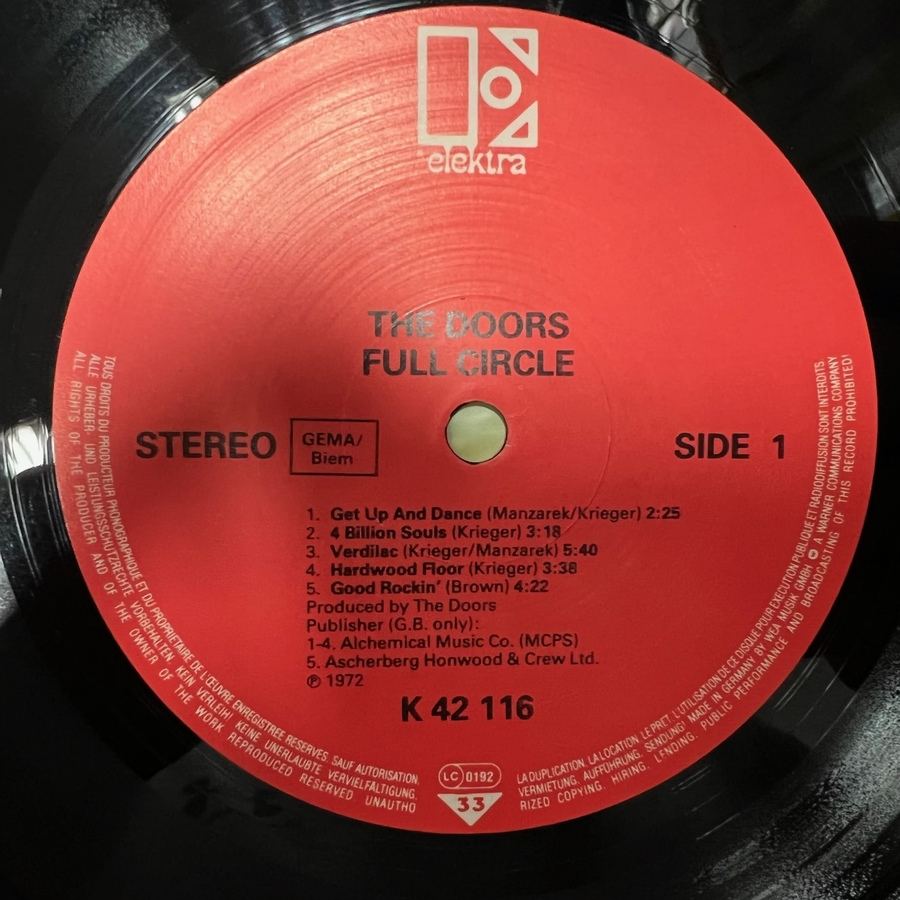 elektra
THE DOORS
FULL CIRCLE
STEREO
GEMA/
Biem
SIDE 1
1. Get Up And Dance (Manzarek/Krieger) 2:25
2. 4 Billion Souls (Krieger) 3:18
3. Verdilac (Krieger/Manzarek) 5:40
4. Hardwood Floor (Krieger) 3:38
5. Good Rockin' (Brown) 4:22
Produced by The Doors
Publisher (G.B. only):
1-4. Alchemical Music Co. (MCPS)
5. Ascherberg Honwood & Crew Ltd.
℗ 1972
K 42 116
TOUS DROITS DU PRODUCTEUR PHONOGRAPHIQUE ET DU PROPRIETAIRE DE L'ŒUVRE ENREGISTREE RESERVES. SAUF AUTORISATION, LA DUPLICATION, LA LOCATION, LE PRET, L'UTILISATION DE CE DISQUE POUR EXECUTION PUBLIQUE ET RADIODIFFUSION SONT INTERDITS.
ALLE URHEBER- UND LEISTUNGSSCHUTZRECHTE VORBEHALTEN. KEIN VERLEIH! KEINE UNERLAUBTE VERVIELFÄLTIGUNG, VERMIETUNG, AUFFÜHRUNG, SENDUNG! MADE IN GERMANY BY WEA MUSIK GMBH A WARNER COMMUNICATIONS COMPANY
ALL RIGHTS OF THE PRODUCER AND OF THE OWNER OF THE WORK REPRODUCED RESERVED UNAUTHORIZED COPYING, HIRING, LENDING, PUBLIC PERFORMANCE AND BROADCASTING OF THIS RECORD PROHIBITED!
LC 0192
33